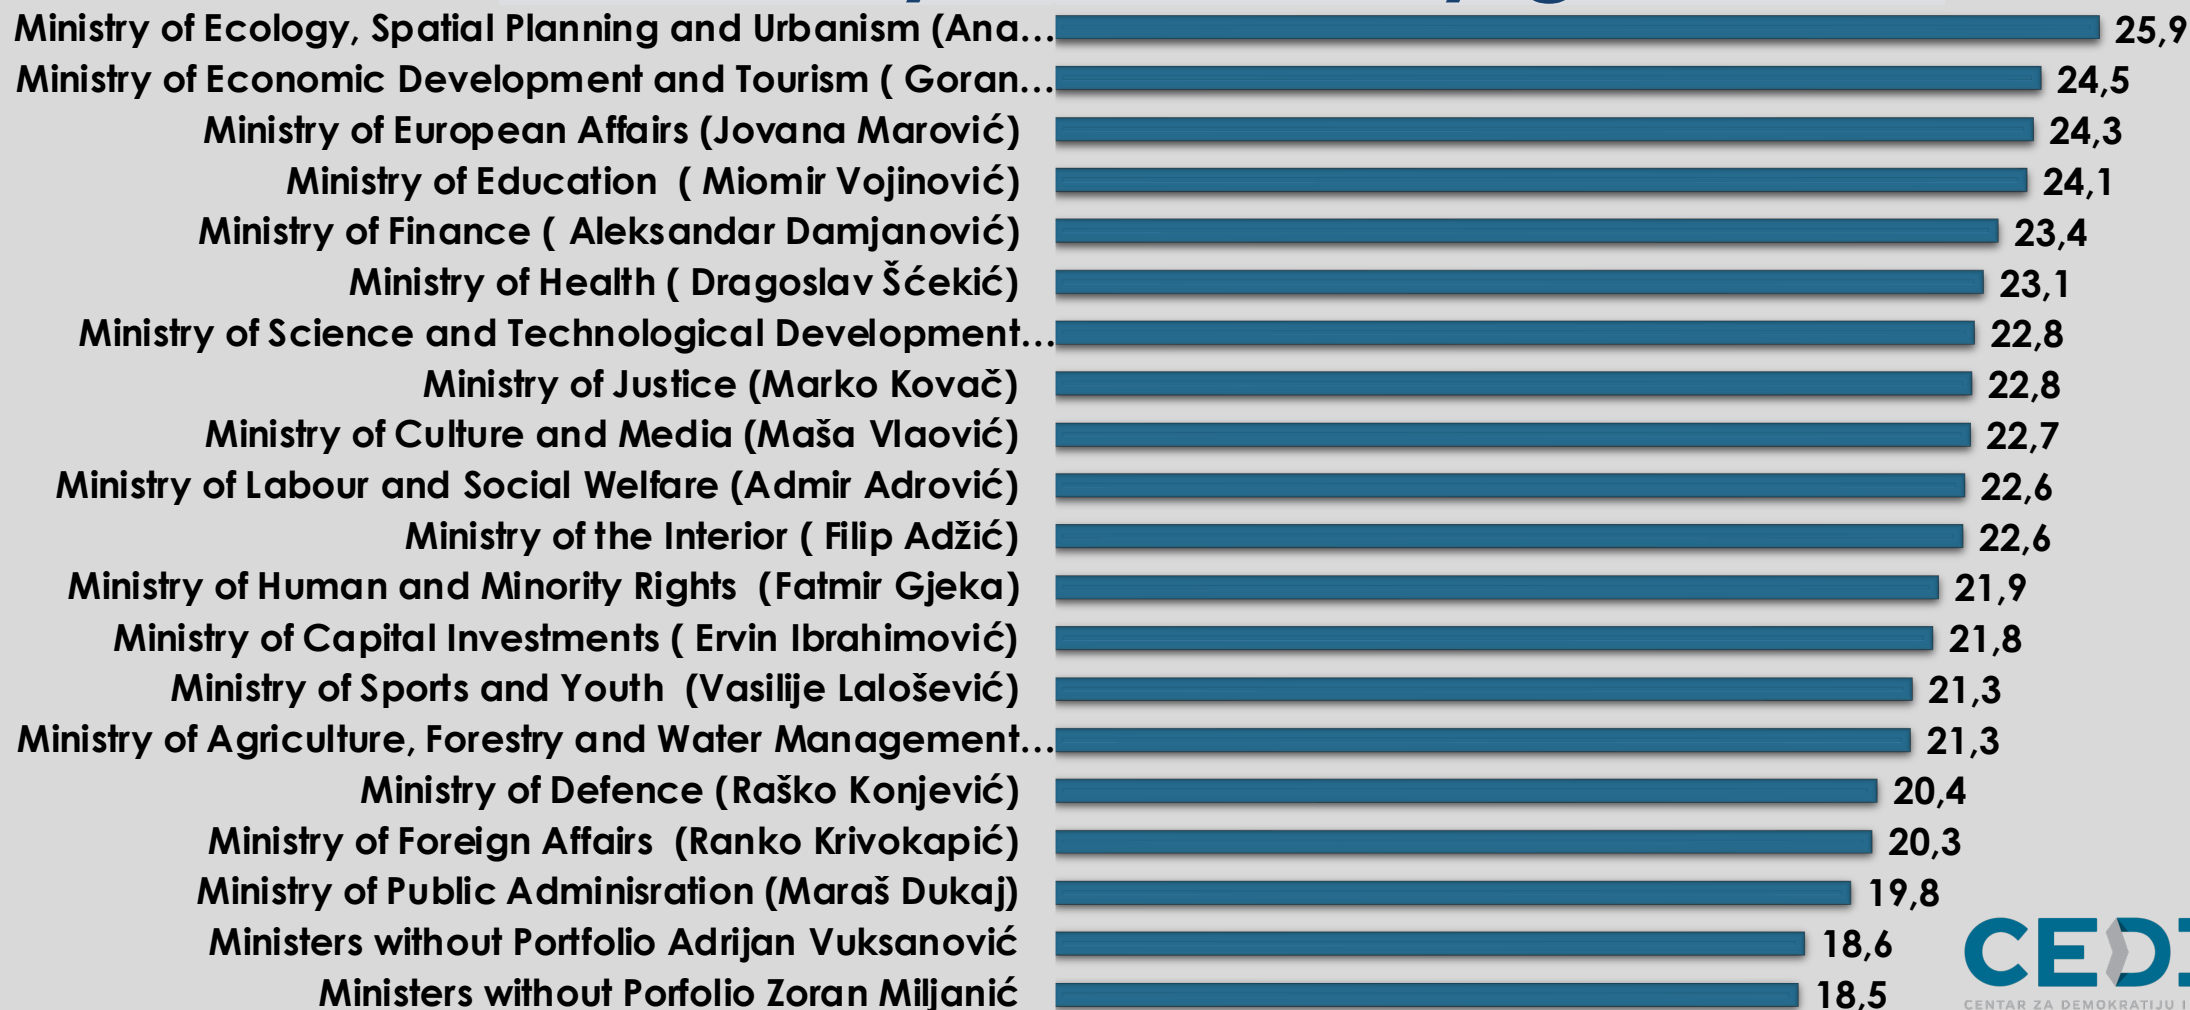 Ministry of Ecology, Spatial Planning and Urbanism (Ana... 25,9
Ministry of Economic Development and Tourism ( Goran... 24,5
Ministry of European Affairs (Jovana Marović) 24,3
Ministry of Education ( Miomir Vojinović) 24,1
Ministry of Finance ( Aleksandar Damjanović) 23,4
Ministry of Health ( Dragoslav Šćekić) 23,1
Ministry of Science and Technological Development... 22,8
Ministry of Justice (Marko Kovač) 22,8
Ministry of Culture and Media (Maša Vlaović) 22,7
Ministry of Labour and Social Welfare (Admir Adrović) 22,6
Ministry of the Interior ( Filip Adžić) 22,6
Ministry of Human and Minority Rights (Fatmir Gjeka) 21,9
Ministry of Capital Investments ( Ervin Ibrahimović) 21,8
Ministry of Sports and Youth (Vasilije Lalošević) 21,3
Ministry of Agriculture, Forestry and Water Management... 21,3
Ministry of Defence (Raško Konjević) 20,4
Ministry of Foreign Affairs (Ranko Krivokapić) 20,3
Ministry of Public Adminisration (Maraš Dukaj) 19,8
Ministers without Portfolio Adrijan Vuksanović 18,6
Ministers without Porfolio Zoran Miljanić 18,5
CEDI
CENTAR ZA DEMOKRATIJU I